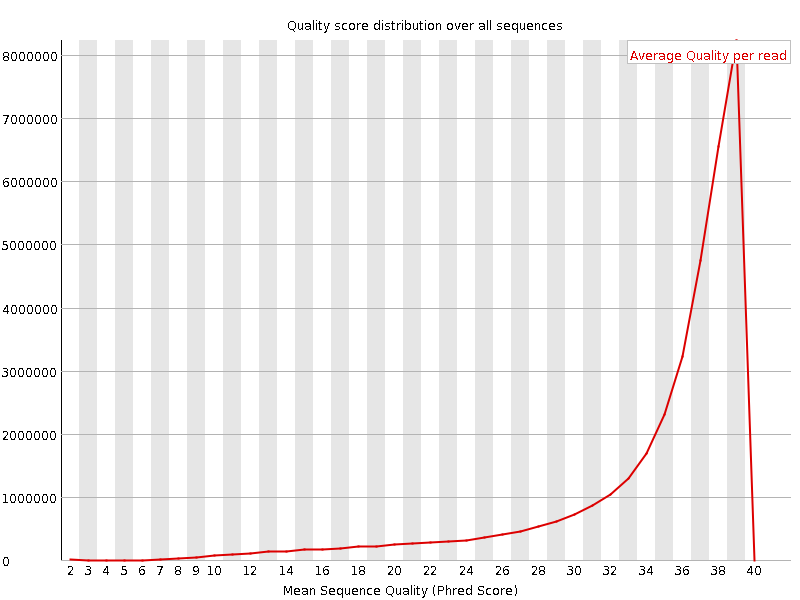 Quality score distribution over all sequences
Average Quality per read
8000000
7000000
6000000
5000000
4000000
3000000
2000000
1000000
0
2 3 4 5 6 7 8 9 10 12 14 16 18 20 22 24 26 28 30 32 34 36 38 40
Mean Sequence Quality (Phred Score)